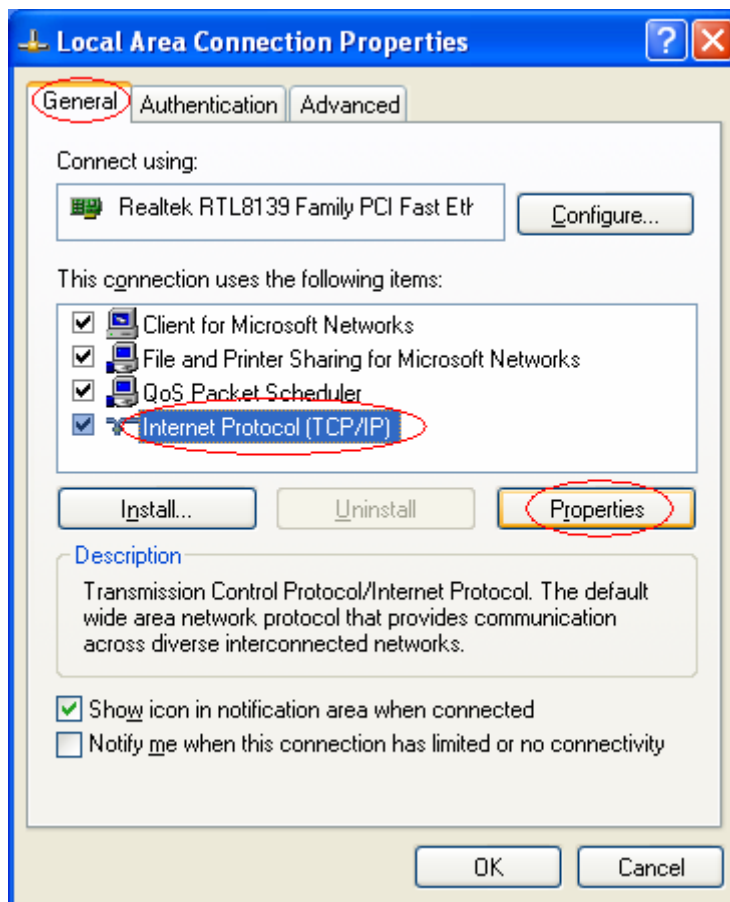 Local Area Connection Properties
General Authentication Advanced
Connect using:
Realtek RTL8139 Family PCI Fast Eth
Configure...
This connection uses the following items:
Client for Microsoft Networks
File and Printer Sharing for Microsoft Networks
QoS Packet Scheduler
Internet Protocol (TCP/IP)
Install... Uninstall Properties
Description
Transmission Control Protocol/Internet Protocol. The default
wide area network protocol that provides communication
across diverse interconnected networks.
Show icon in notification area when connected
Notify me when this connection has limited or no connectivity
OK Cancel